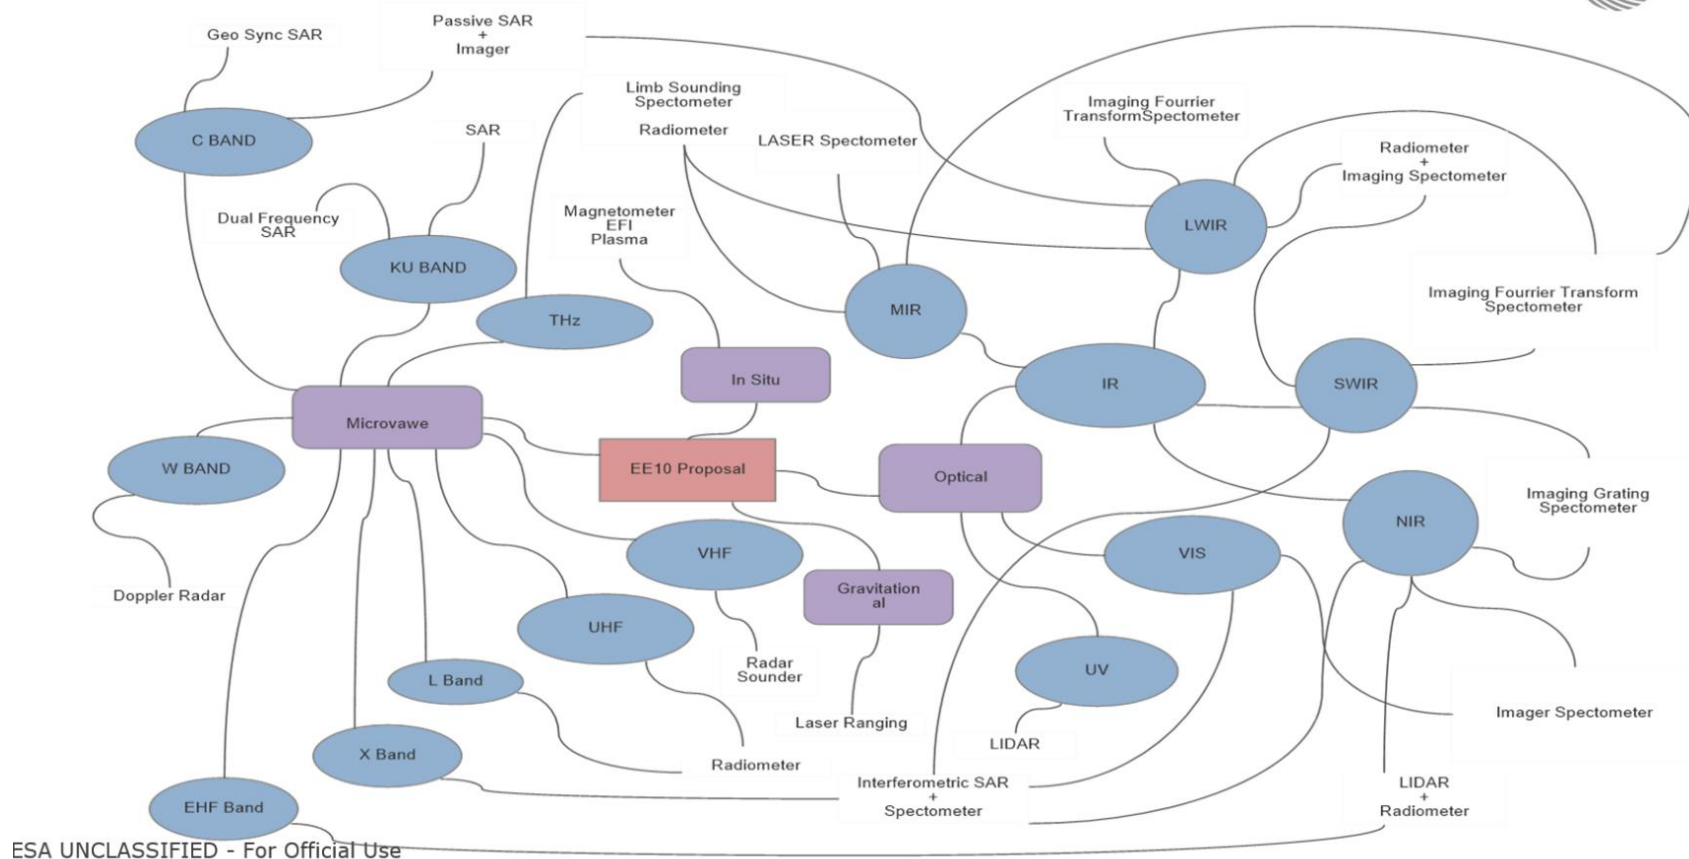 Geo Sync SAR
Passive SAR
+
Imager
C BAND
SAR
Dual Frequency
SAR
KU BAND
THz
Limb Sounding
Spectometer
Radiometer
LASER Spectometer
Magnetometer
EFI
Plasma
Imaging Fourrier
TransformSpectometer
Radiometer
+
Imaging Spectometer
LWIR
MIR
Imaging Fourrier Transform
Spectometer
IR
SWIR
In Situ
Microvawe
W BAND
EE10 Proposal
Optical
NIR
Imaging Grating
Spectometer
VHF
VIS
Gravitation
al
Doppler Radar
UHF
L Band
Radar
Sounder
UV
Laser Ranging
LIDAR
Imager Spectometer
X Band
Radiometer
Interferometric SAR
+
Spectometer
LIDAR
+
Radiometer
EHF Band
ESA UNCLASSIFIED - For Official Use